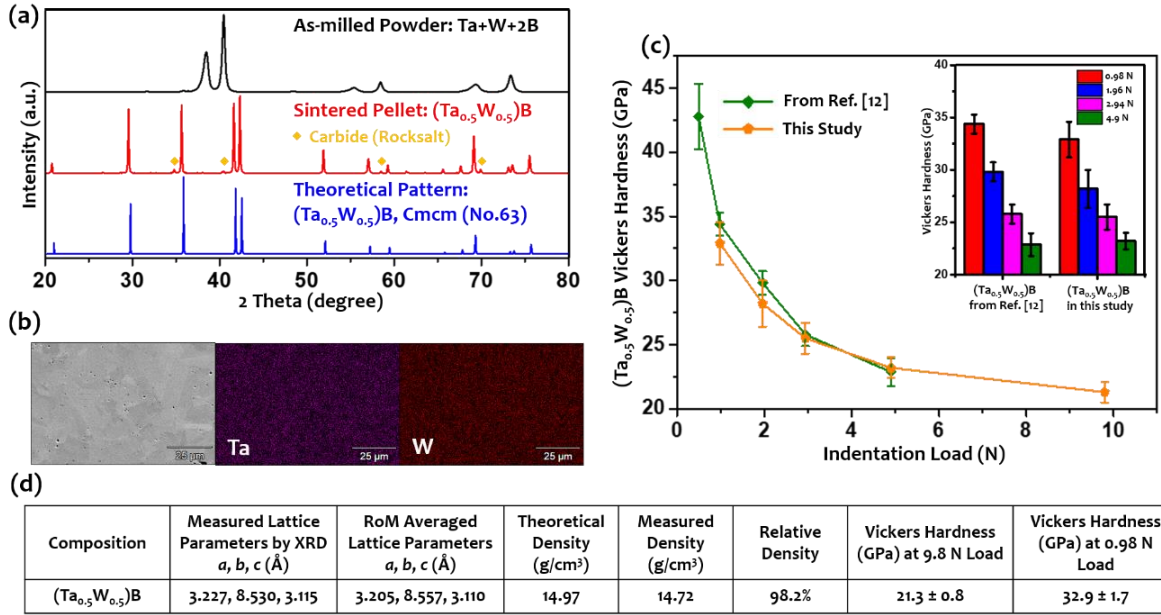 (a)
As-milled Powder: Ta+W+2B
Sintered Pellet: (Ta₀.₅W₀.₅)B
Carbide (Rocksalt)
Theoretical Pattern:
(Ta₀.₅W₀.₅)B, Cmcm (No.63)
Intensity (a.u.)
20 30 40 50 60 70 80
2 Theta (degree)
(b)
25 µm
Ta
25 µm
W
25 µm
(c)
(Ta₀.₅W₀.₅)B Vickers Hardness (GPa)
45
40
35
30
25
20
0 2 4 6 8 10
Indentation Load (N)
From Ref. [12]
This Study
Vickers Hardness (GPa)
40
35
30
25
20
0.98 N
1.96 N
2.94 N
4.9 N
(Ta₀.₅W₀.₅)B
from Ref. [12]
(Ta₀.₅W₀.₅)B
in this study
(d)
Composition
Measured Lattice
Parameters by XRD
a, b, c (Å)
RoM Averaged
Lattice Parameters
a, b, c (Å)
Theoretical
Density
(g/cm³)
Measured
Density
(g/cm³)
Relative
Density
Vickers Hardness
(GPa) at 9.8 N Load
Vickers Hardness
(GPa) at 0.98 N
Load
(Ta₀.₅W₀.₅)B
3.227, 8.530, 3.115
3.205, 8.557, 3.110
14.97
14.72
98.2%
21.3 ± 0.8
32.9 ± 1.7